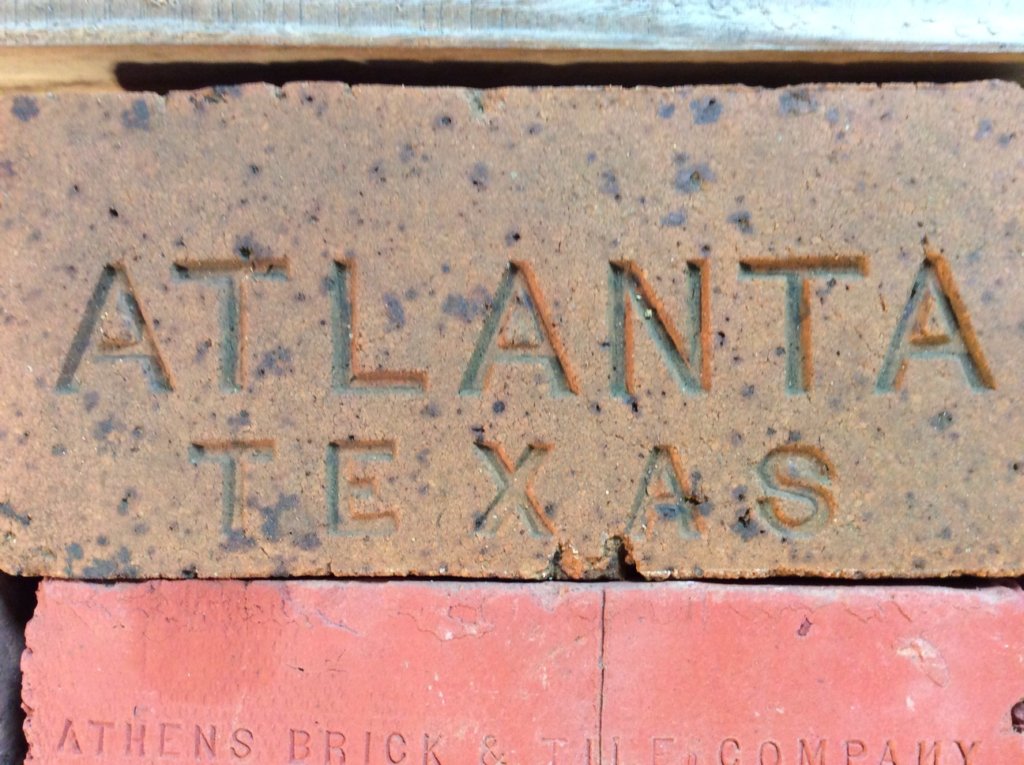 ATLANTA
TEXAS
ATHENS BRICK & TILE COMPANY